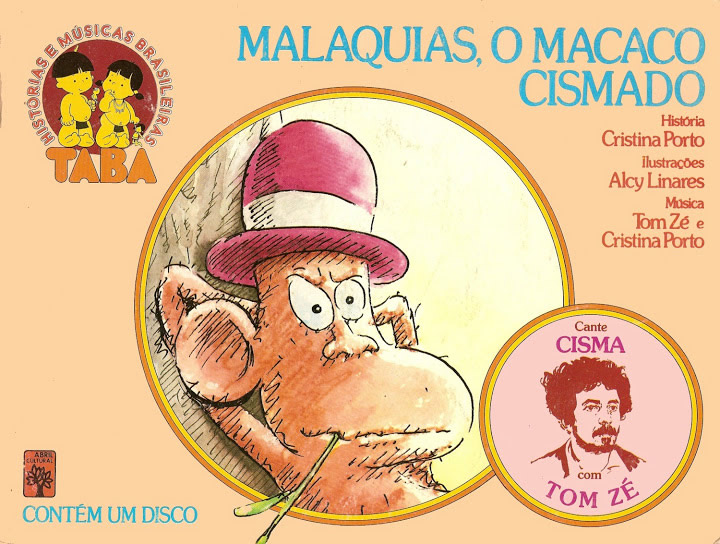 HISTÓRIAS E MÚSICAS BRASILEIRAS
TABA
MALAQUIAS, O MACACO
CISMADO
História
Cristina Porto
Ilustrações
Alcy Linares
Música
Tom Zé e
Cristina Porto
Cante
CISMA
com
TOM ZÉ
ABRIL
CULTURAL
CONTÉM UM DISCO